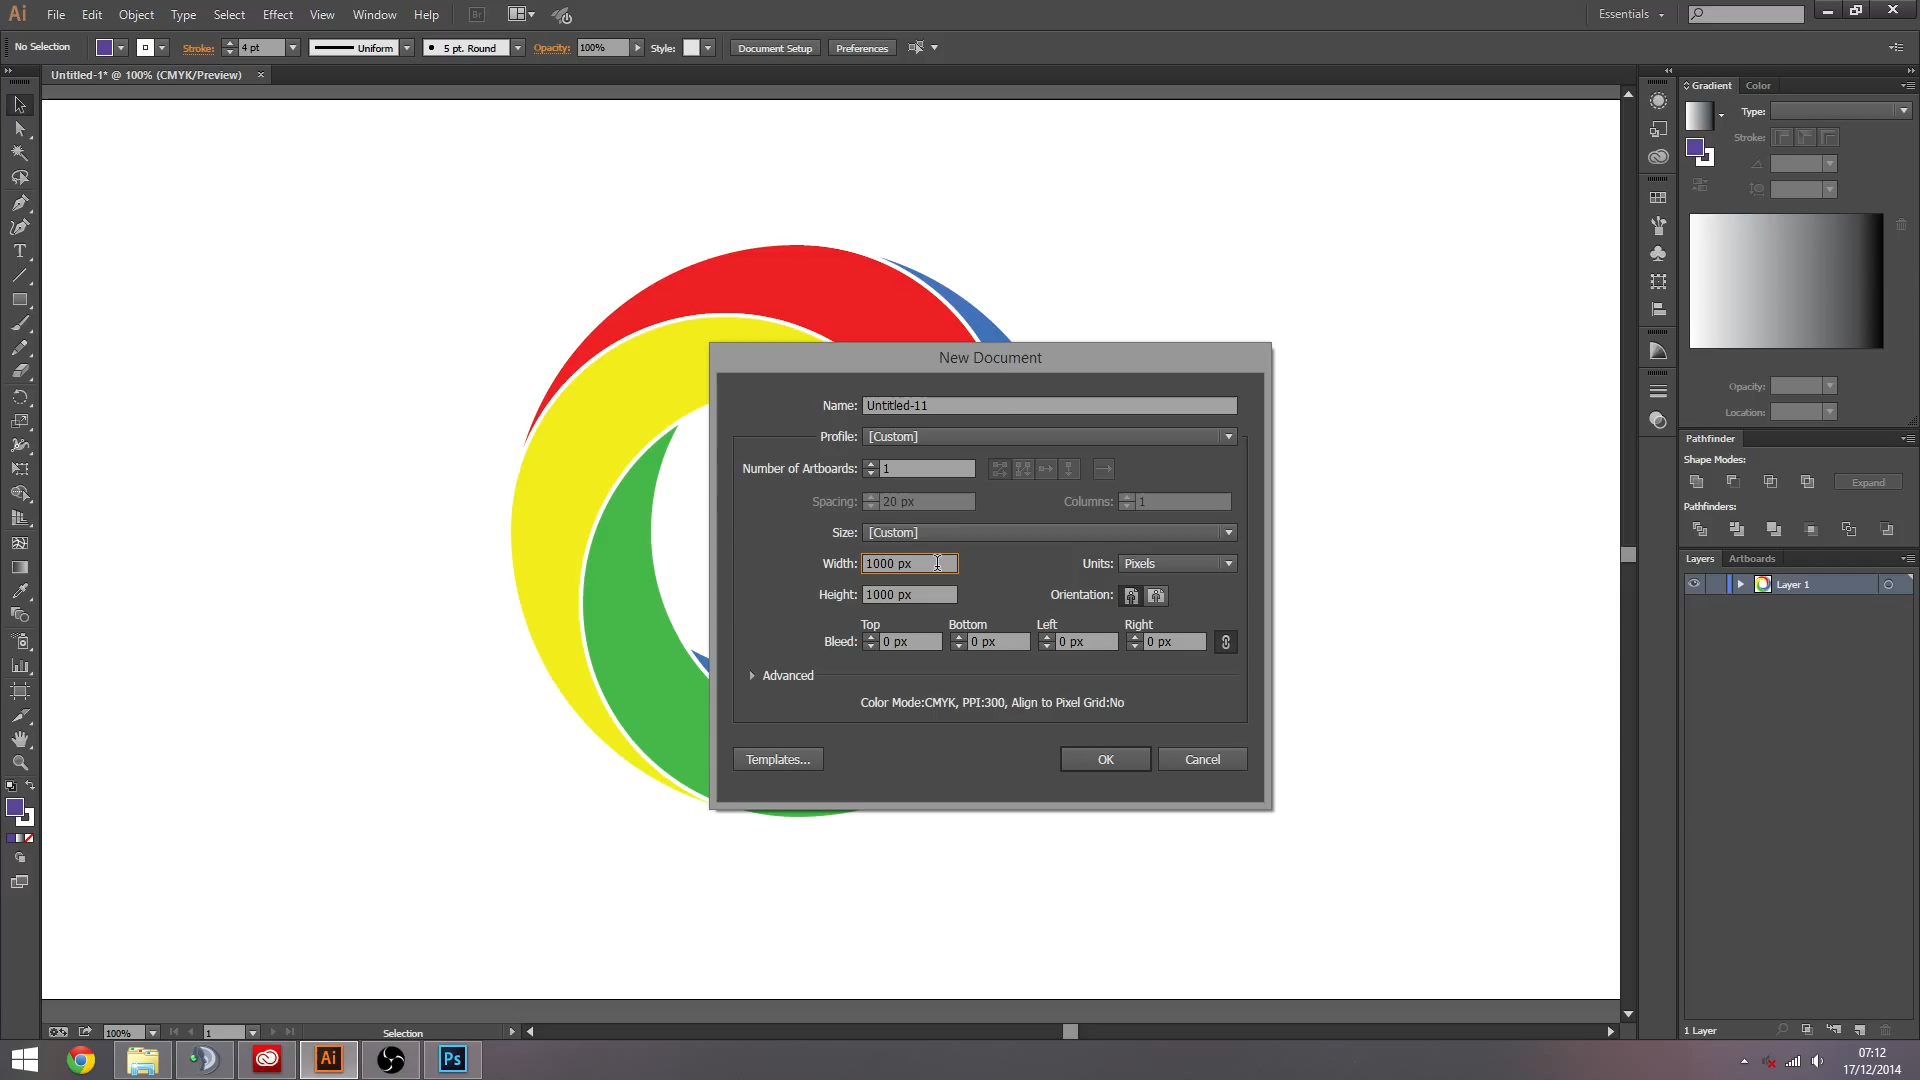 Ai File Edit Object Type Select Effect View Window Help Br Essentials
No Selection Stroke: 4 pt Uniform 5 pt. Round Opacity: 100% Style: Document Setup Preferences
Untitled-1* @ 100% (CMYK/Preview)
Gradient Color
Type:
Stroke:
Opacity:
Location:
Pathfinder
Shape Modes:
Expand
Pathfinders:
Layers Artboards
Layer 1
1 Layer
New Document
Name: Untitled-11
Profile: [Custom]
Number of Artboards: 1
Spacing: 20 px Columns: 1
Size: [Custom]
Width: 1000 px Units: Pixels
Height: 1000 px Orientation:
Top Bottom Left Right
Bleed: 0 px 0 px 0 px 0 px
Advanced
Color Mode:CMYK, PPI:300, Align to Pixel Grid:No
Templates... OK Cancel
100% 1 Selection
Ai Ps
07:12
17/12/2014